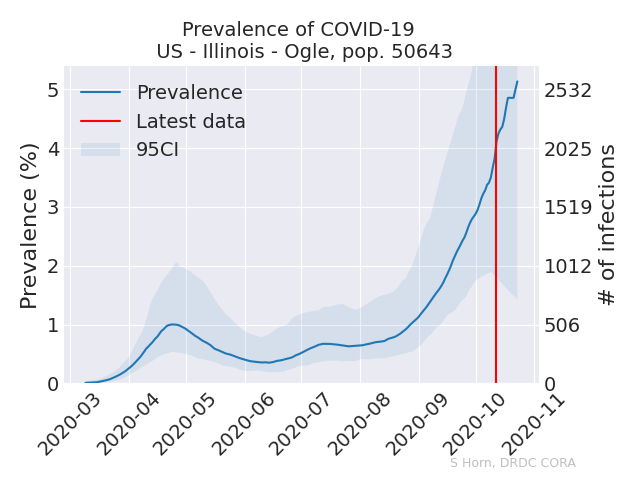 Prevalence of COVID-19
US - Illinois - Ogle, pop. 50643
Prevalence
Latest data
95CI
Prevalence (%)
5
4
3
2
1
0
2532
2025
1519
1012
506
0
# of infections
2020-03
2020-04
2020-05
2020-06
2020-07
2020-08
2020-09
2020-10
2020-11
S Horn, DRDC CORA